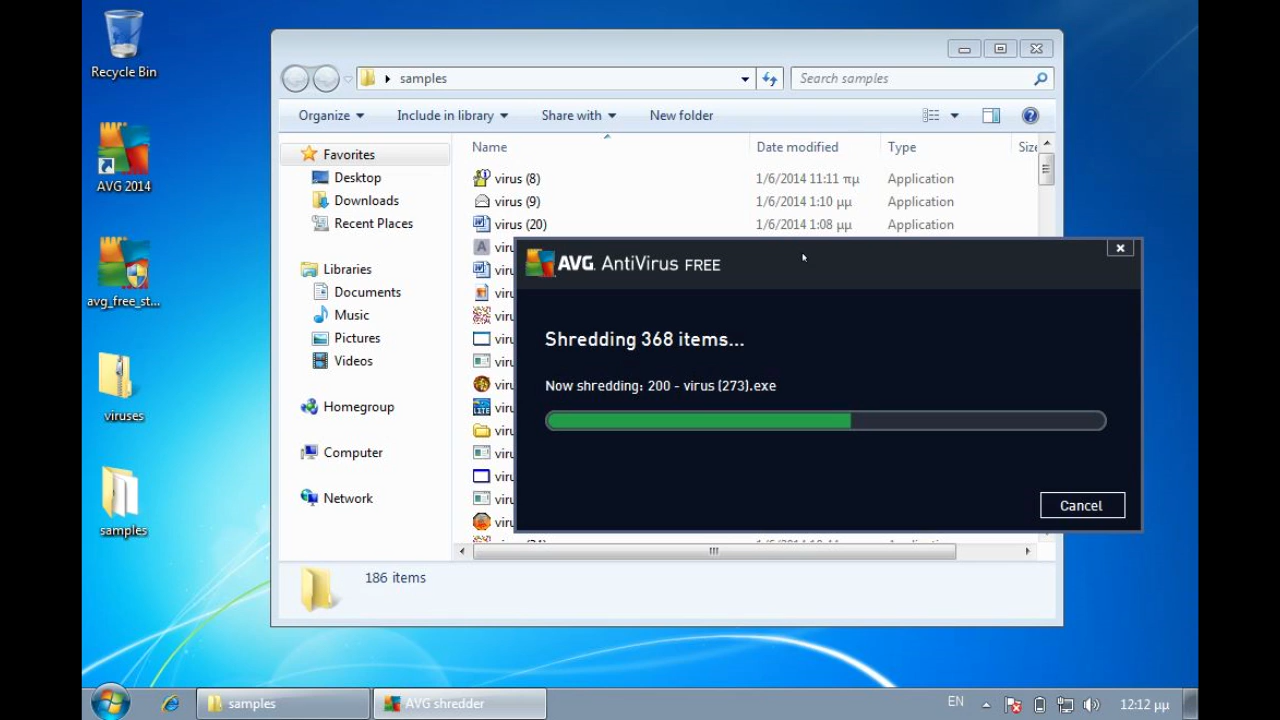 Recycle Bin
AVG 2014
avg_free_st...
viruses
samples
samples
Search samples
Organize
Include in library
Share with
New folder
Favorites
Desktop
Downloads
Recent Places
Libraries
Documents
Music
Pictures
Videos
Homegroup
Computer
Network
Name Date modified Type
virus (8) 1/6/2014 11:11 πμ Application
virus (9) 1/6/2014 1:10 μμ Application
virus (20) 1/6/2014 1:08 μμ Application
AVG AntiVirus FREE
Shredding 368 items...
Now shredding: 200 - virus (273).exe
Cancel
186 items
samples
AVG shredder
EN
12:12 μμ